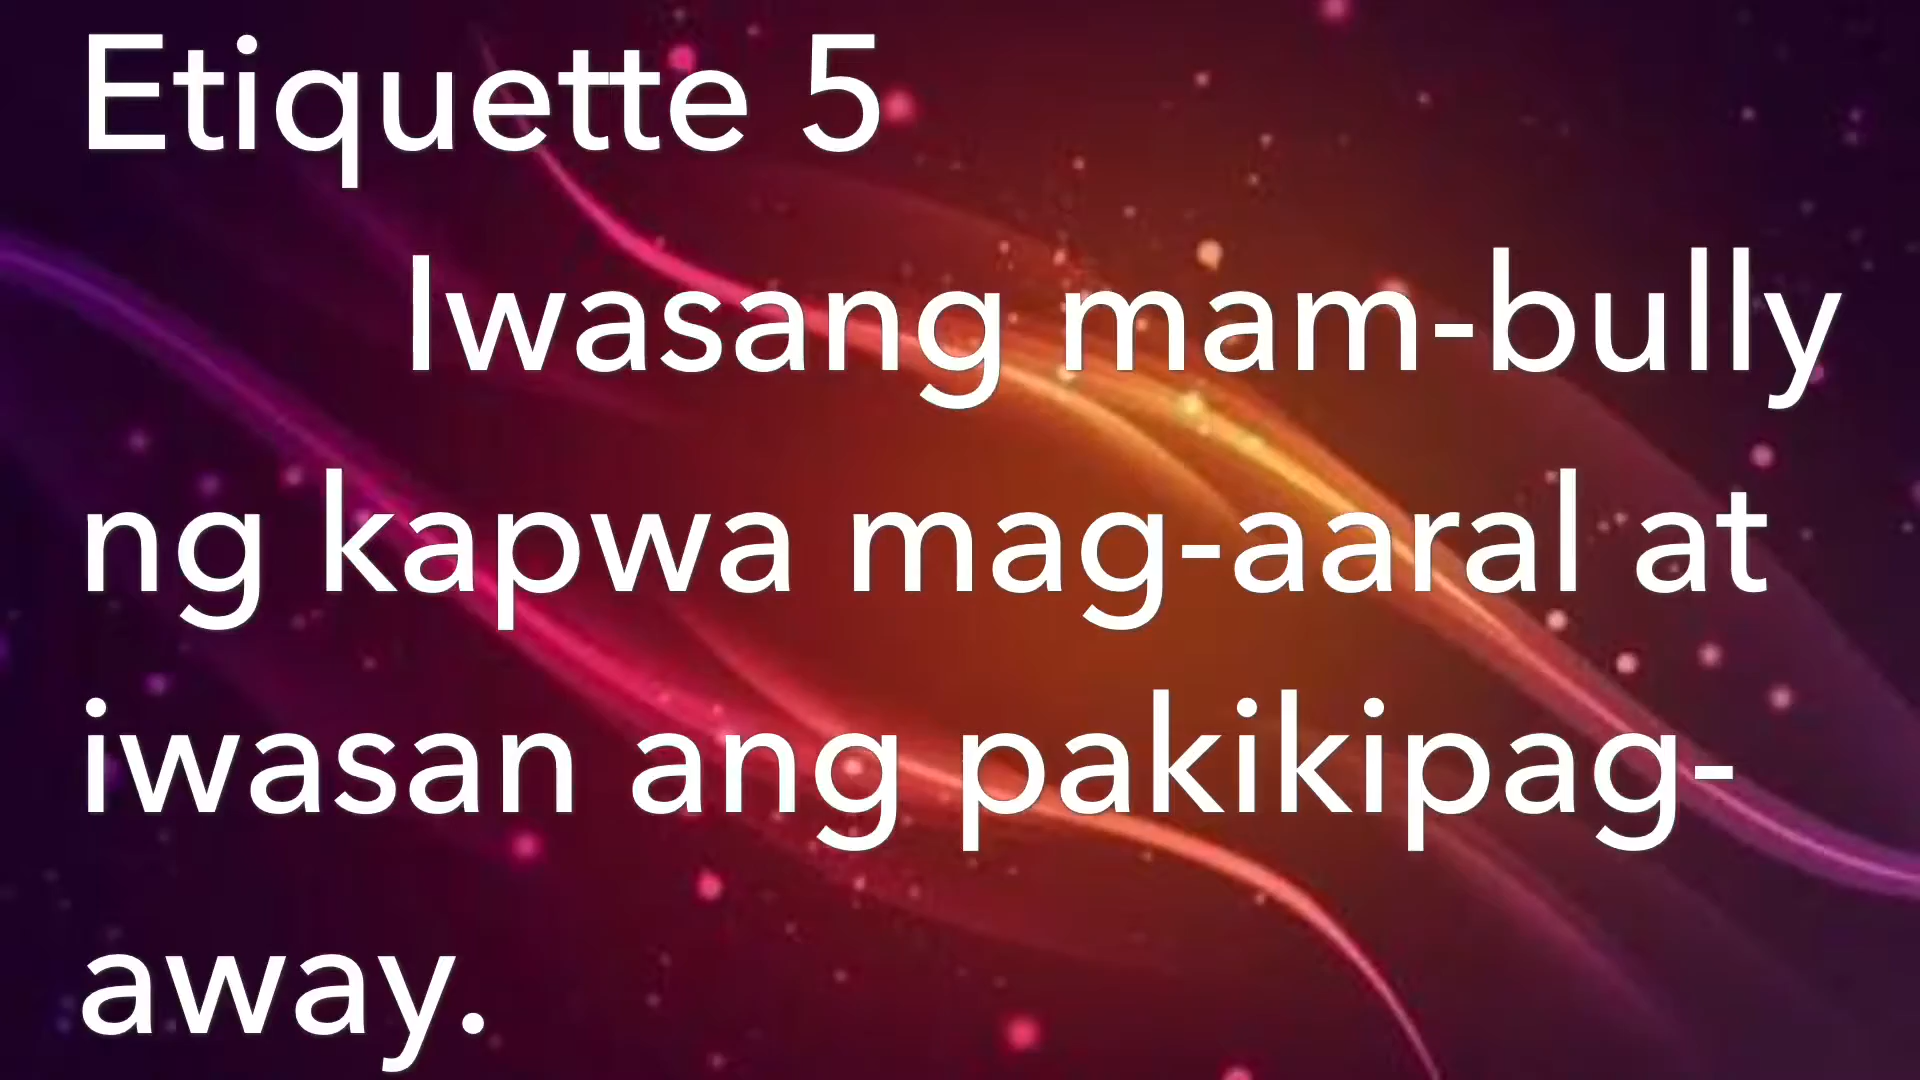 Etiquette 5
Iwasang mam-bully
ng kapwa mag-aaral at
iwasan ang pakikipag-
away.